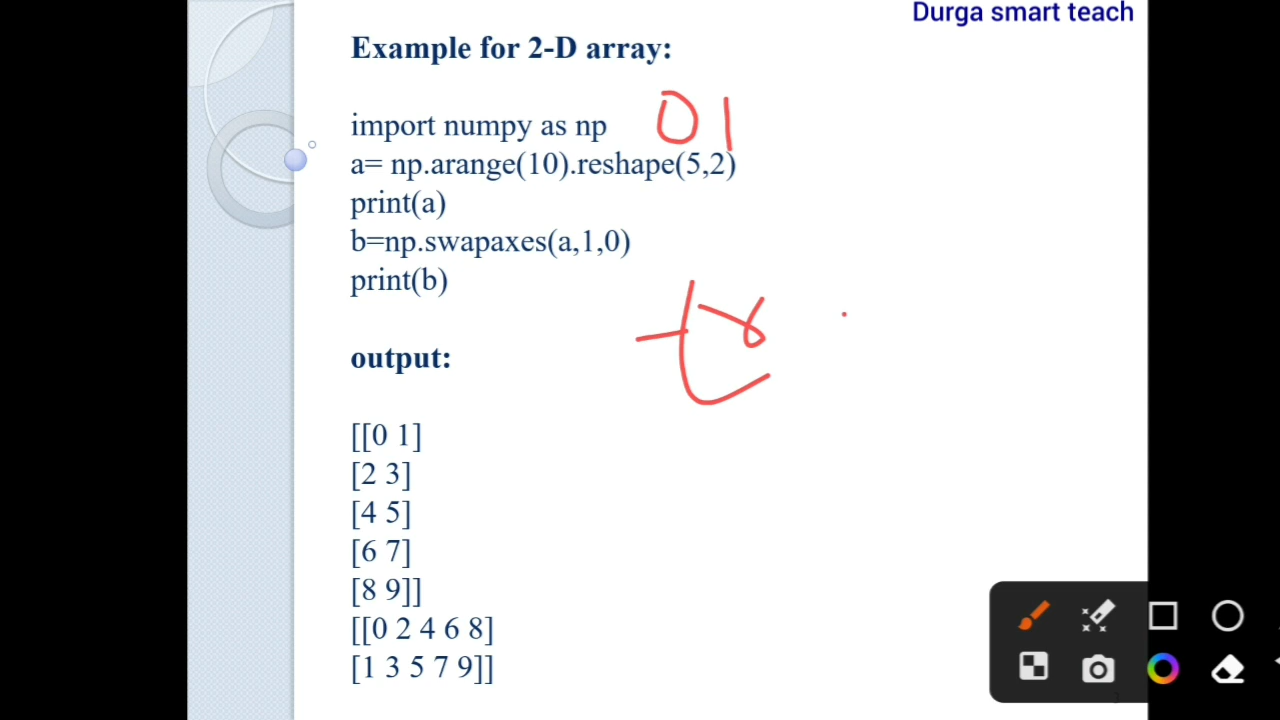 Durga smart teach
Example for 2-D array:
import numpy as np
0 1
a= np.arange(10).reshape(5,2)
print(a)
b=np.swapaxes(a,1,0)
print(b)
output:
[[0 1]
[2 3]
[4 5]
[6 7]
[8 9]]
[[0 2 4 6 8]
[1 3 5 7 9]]